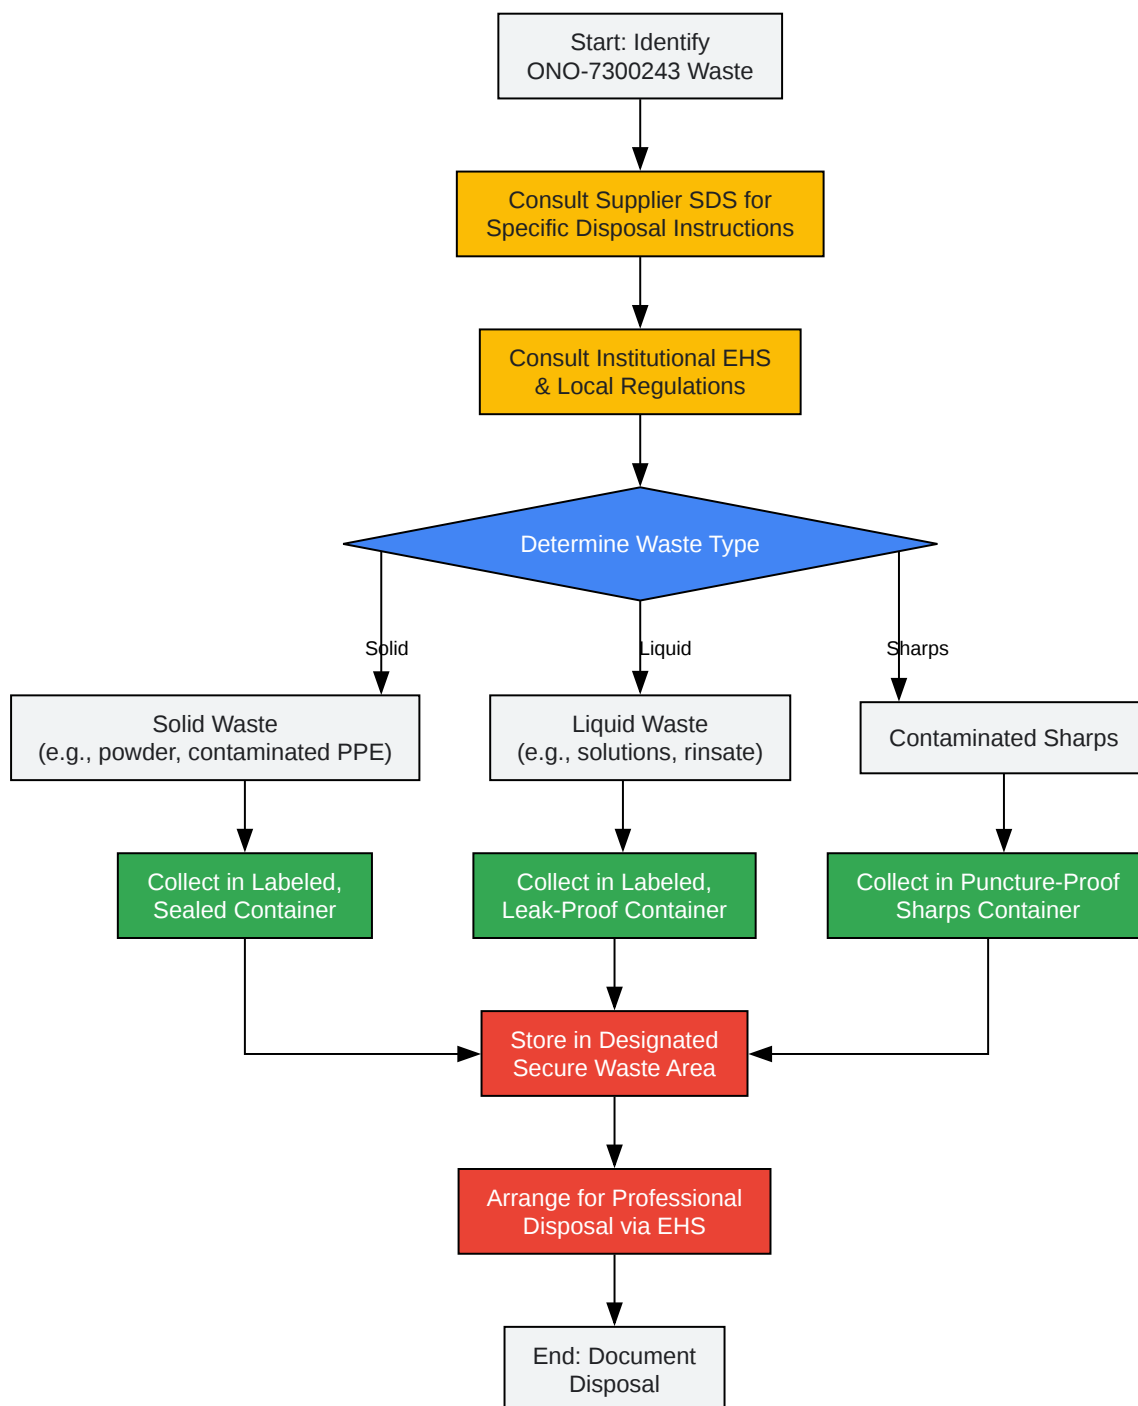 Start: Identify
ONO-7300243 Waste
Consult Supplier SDS for
Specific Disposal Instructions
Consult Institutional EHS
& Local Regulations
Determine Waste Type
Solid
Liquid
Sharps
Solid Waste
(e.g., powder, contaminated PPE)
Liquid Waste
(e.g., solutions, rinsate)
Contaminated Sharps
Collect in Labeled,
Sealed Container
Collect in Labeled,
Leak-Proof Container
Collect in Puncture-Proof
Sharps Container
Store in Designated
Secure Waste Area
Arrange for Professional
Disposal via EHS
End: Document
Disposal